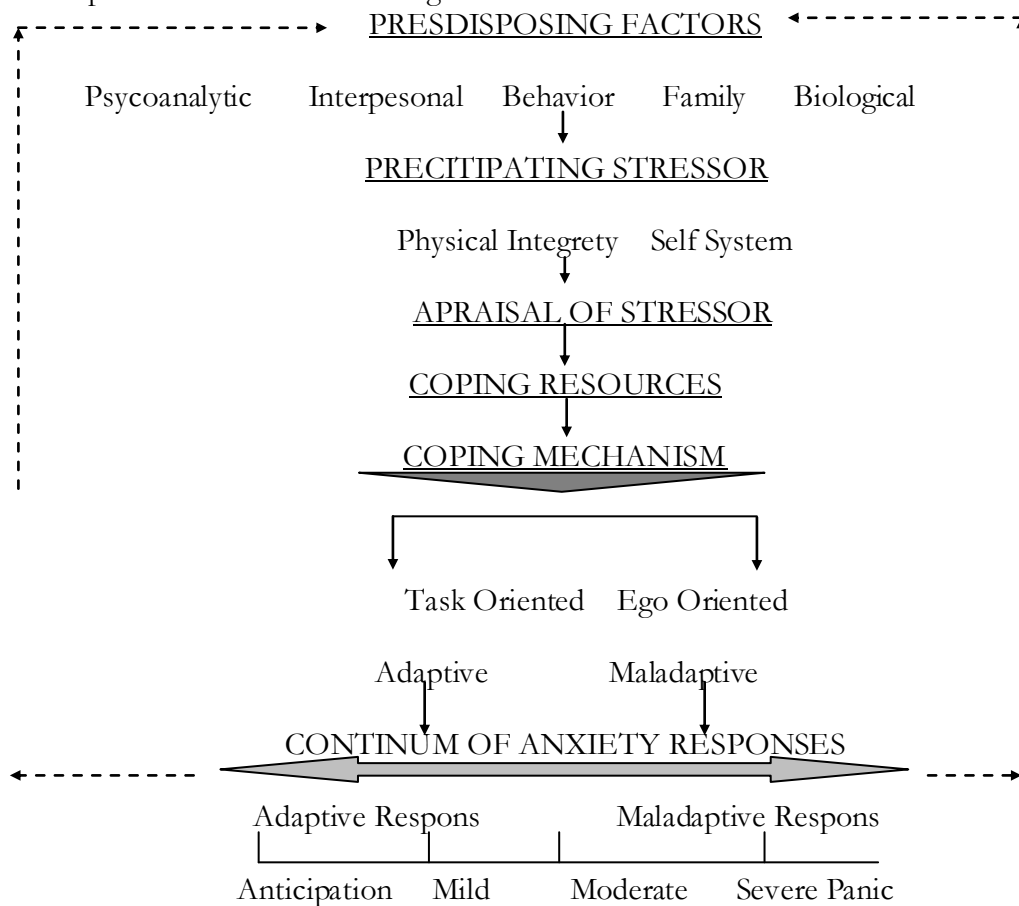 PRESDISPOSING FACTORS
Psycoanalytic Interpesonal Behavior Family Biological
PRECITIPATING STRESSOR
Physical Integrety Self System
APRAISAL OF STRESSOR
COPING RESOURCES
COPING MECHANISM
Task Oriented Ego Oriented
Adaptive Maladaptive
CONTINUM OF ANXIETY RESPONSES
Adaptive Respons Maladaptive Respons
Anticipation Mild Moderate Severe Panic